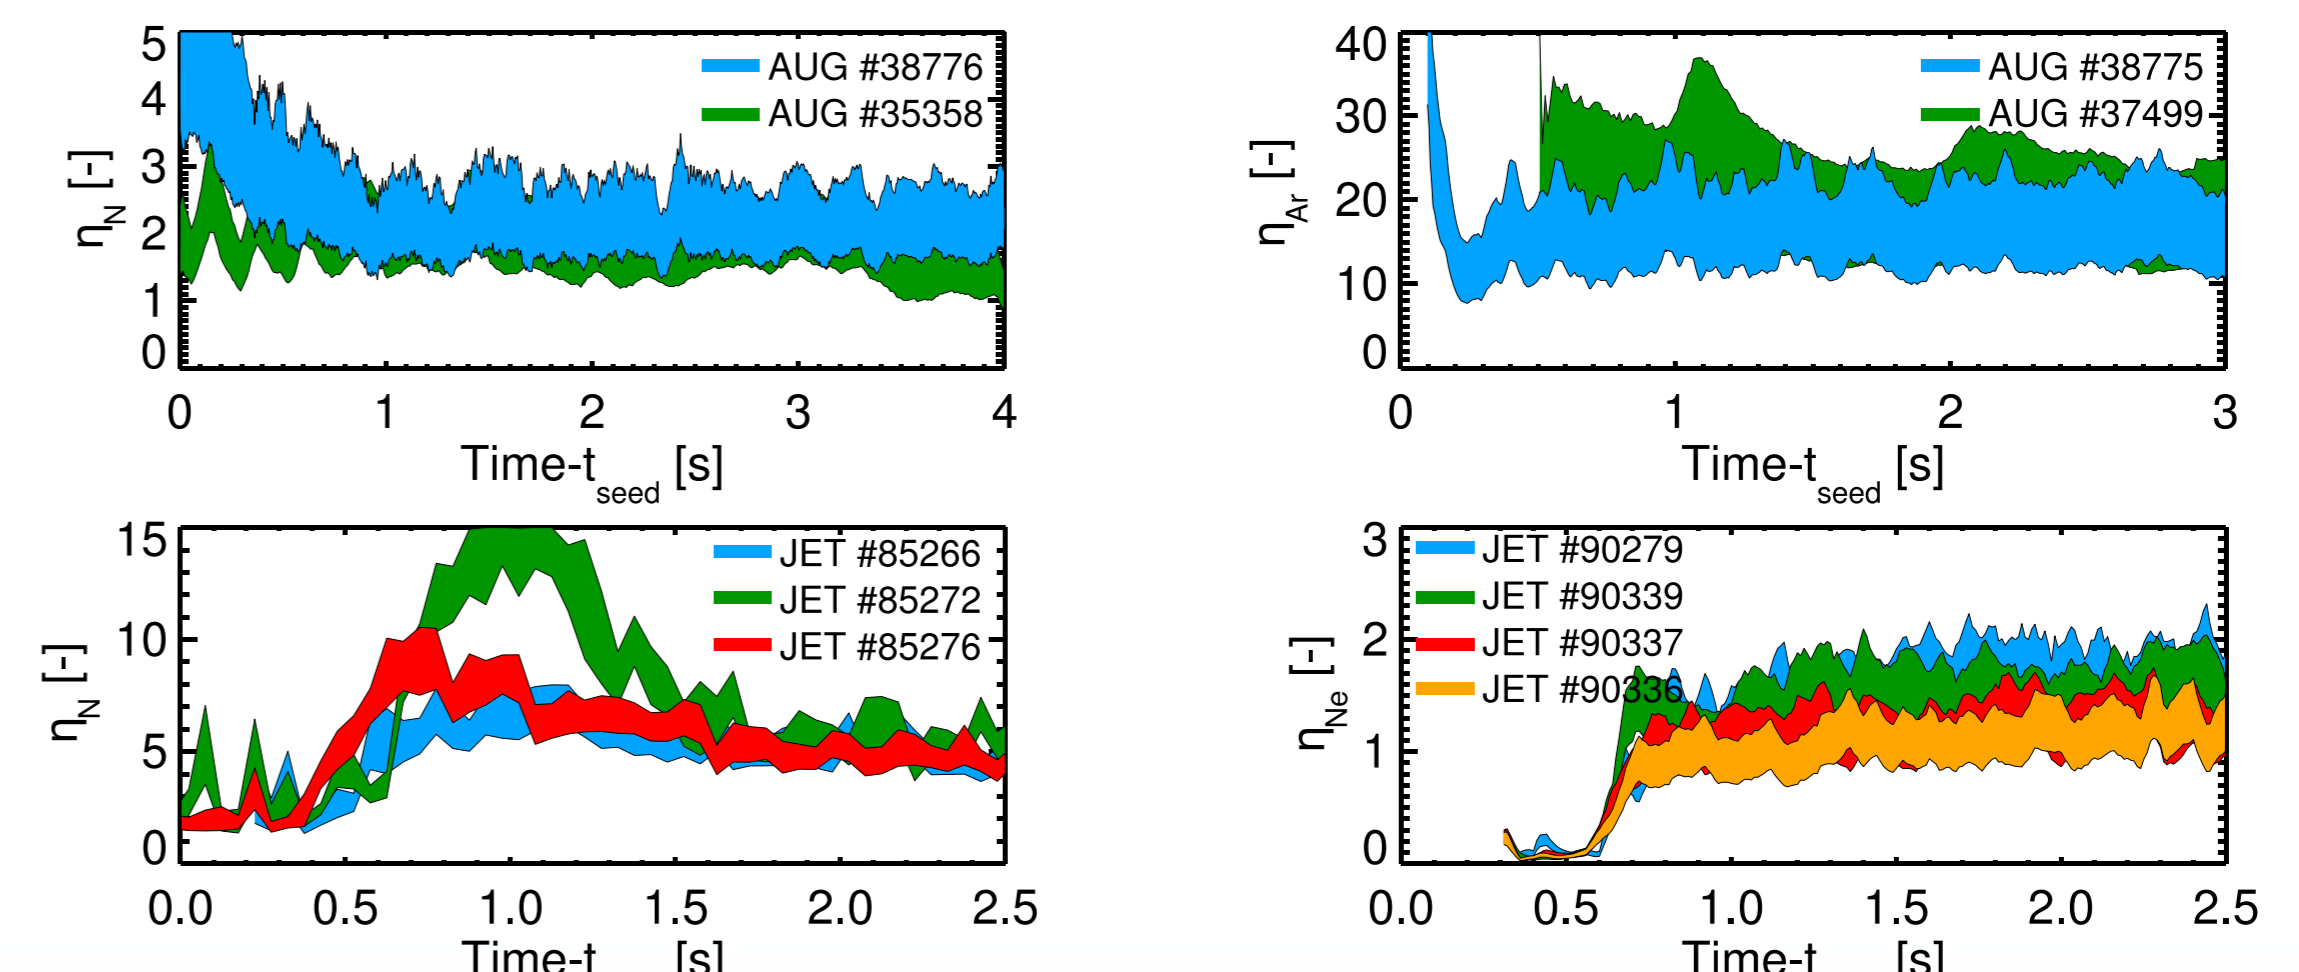 5
4
3
2
1
0
η_N [-]
AUG #38776
AUG #35358
0 1 2 3 4
Time-t_seed [s]
40
30
20
10
0
η_Ar [-]
AUG #38775
AUG #37499
0 1 2 3
Time-t_seed [s]
15
10
5
0
η_N [-]
JET #85266
JET #85272
JET #85276
0.0 0.5 1.0 1.5 2.0 2.5
Time-t [s]
3
2
1
0
η_Ne [-]
JET #90279
JET #90339
JET #90337
JET #90336
0.0 0.5 1.0 1.5 2.0 2.5
Time-t [s]